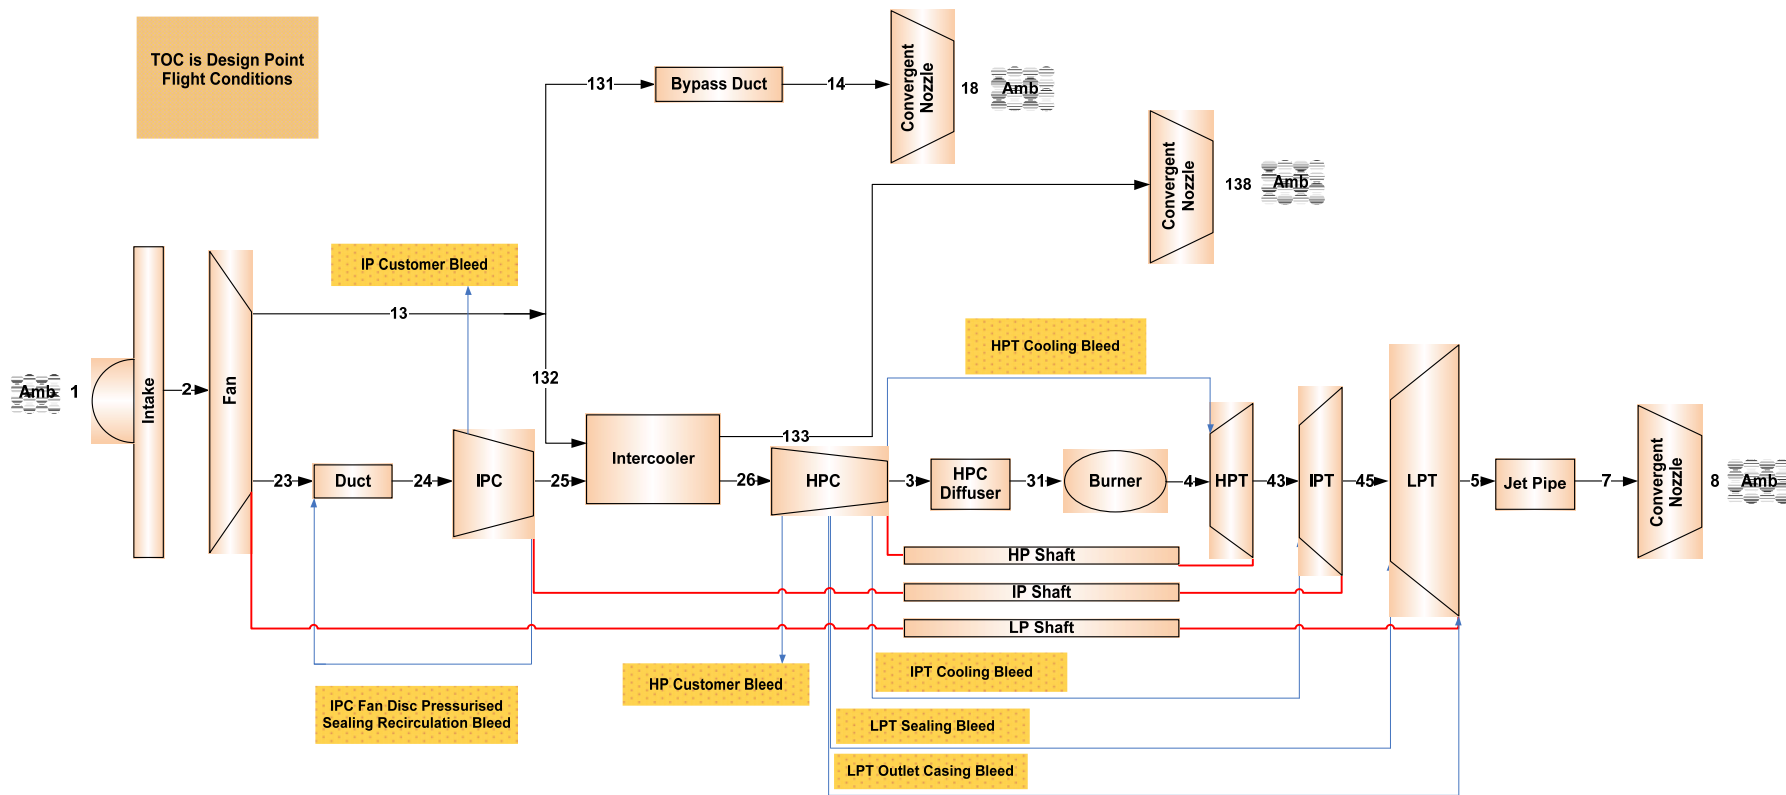 TOC is Design Point
Flight Conditions
131
Bypass Duct
14
Convergent
Nozzle
18
Amb
Convergent
Nozzle
138
Amb
IP Customer Bleed
13
HPT Cooling Bleed
132
Amb
1
Intake
2
Fan
133
Intercooler
23
Duct
24
IPC
25
26
HPC
3
HPC
Diffuser
31
Burner
4
HPT
43
IPT
45
LPT
5
Jet Pipe
7
Convergent
Nozzle
8
Amb
HP Shaft
IP Shaft
LP Shaft
IPC Fan Disc Pressurised
Sealing Recirculation Bleed
HP Customer Bleed
IPT Cooling Bleed
LPT Sealing Bleed
LPT Outlet Casing Bleed